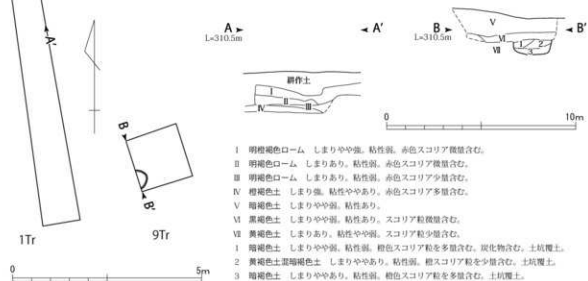 A'
B
B'
1Tr
9Tr
0 5m
A A'
L=310.5m
耕作土
I
II
III
IV
B B'
L=310.5m
V
VI
VII
1 2
3
0 10m
I 明橙褐色ローム しまりやや強。粘性弱。赤色スコリア微量含む。
II 明褐色ローム しまりあり。粘性弱。赤色スコリア微量含む。
III 明褐色ローム しまりあり。粘性弱。赤色スコリア少量含む。
IV 橙褐色土 しまり強。粘性ややあり。赤色スコリア多量含む。
V 暗褐色土 しまりやや弱。粘性あり。
VI 黒褐色土 しまりやや弱。粘性あり。スコリア粒微量含む。
VII 黄褐色土 しまりあり。粘性やや弱。スコリア粒少量含む。
1 暗褐色土 しまりやや弱。粘性弱。橙色スコリア粒を多量含む。炭化物含む。土坑覆土。
2 黄褐色土混暗褐色土 しまりややあり。粘性弱。橙スコリア粒を少量含む。土坑覆土。
3 暗褐色土 しまりややあり。粘性弱。橙色スコリア粒を多量含む。土坑覆土。